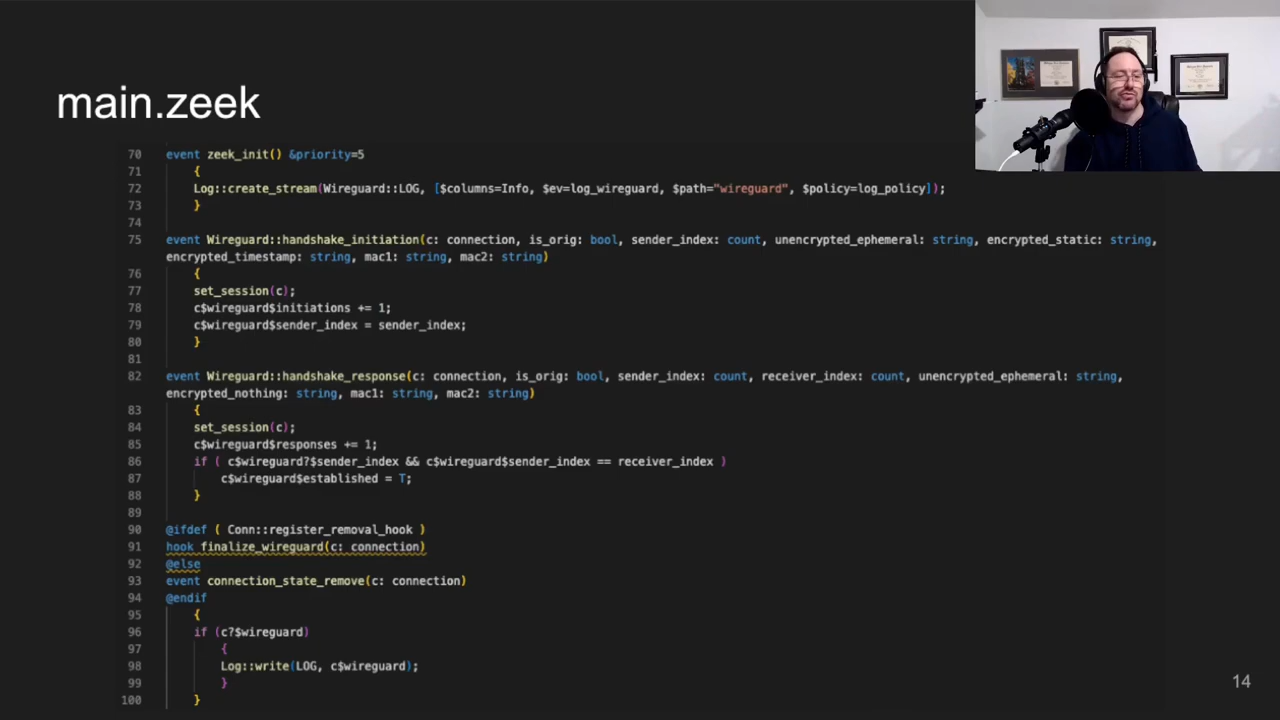 main.zeek
70 event zeek_init() &priority=5
71 {
72 Log::create_stream(Wireguard::LOG, [$columns=Info, $ev=log_wireguard, $path="wireguard", $policy=log_policy]);
73 }
74
75 event Wireguard::handshake_initiation(c: connection, is_orig: bool, sender_index: count, unencrypted_ephemeral: string, encrypted_static: string,
encrypted_timestamp: string, mac1: string, mac2: string)
76 {
77 set_session(c);
78 c$wireguard$initiations += 1;
79 c$wireguard$sender_index = sender_index;
80 }
81
82 event Wireguard::handshake_response(c: connection, is_orig: bool, sender_index: count, receiver_index: count, unencrypted_ephemeral: string,
encrypted_nothing: string, mac1: string, mac2: string)
83 {
84 set_session(c);
85 c$wireguard$responses += 1;
86 if ( c$wireguard?$sender_index && c$wireguard$sender_index == receiver_index )
87 c$wireguard$established = T;
88 }
89
90 @ifdef ( Conn::register_removal_hook )
91 hook finalize_wireguard(c: connection)
92 @else
93 event connection_state_remove(c: connection)
94 @endif
95 {
96 if (c?$wireguard)
97 {
98 Log::write(LOG, c$wireguard);
99 }
100 }
14